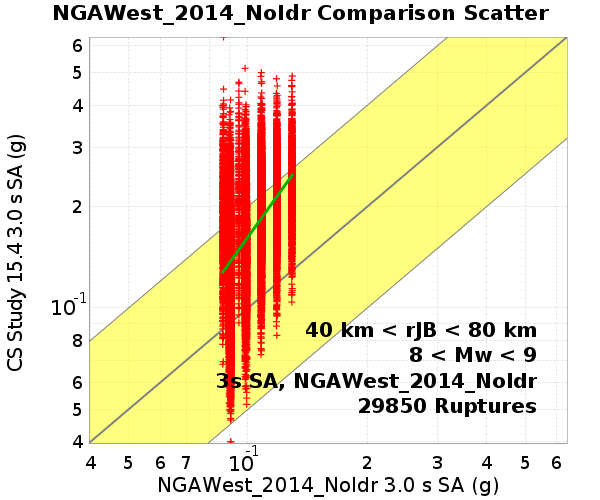 NGAWest_2014_NoIdr Comparison Scatter
CS Study 15.4 3.0 s SA (g)
6
5
4
3
2
10⁻¹
8
6
5
4
40 km < rJB < 80 km
8 < Mw < 9
3s SA, NGAWest_2014_NoIdr
29850 Ruptures
4 5 6 7 10⁻¹ 2 3 4 5 6
NGAWest_2014_NoIdr 3.0 s SA (g)